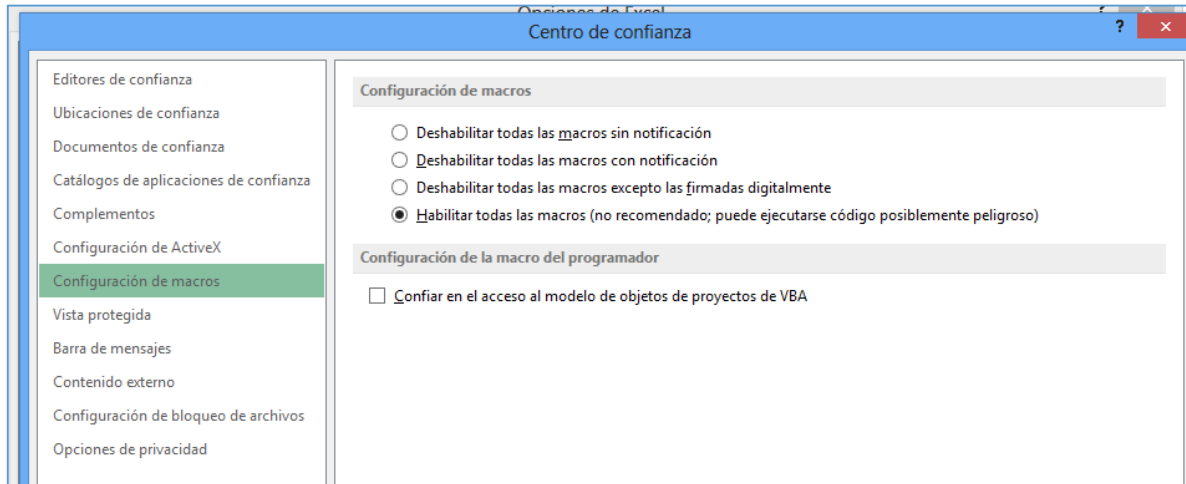 Opciones de Excel
?
Centro de confianza
?
Editores de confianza
Ubicaciones de confianza
Documentos de confianza
Catálogos de aplicaciones de confianza
Complementos
Configuración de ActiveX
Configuración de macros
Vista protegida
Barra de mensajes
Contenido externo
Configuración de bloqueo de archivos
Opciones de privacidad
Configuración de macros
Deshabilitar todas las macros sin notificación
Deshabilitar todas las macros con notificación
Deshabilitar todas las macros excepto las firmadas digitalmente
Habilitar todas las macros (no recomendado; puede ejecutarse código posiblemente peligroso)
Configuración de la macro del programador
Confiar en el acceso al modelo de objetos de proyectos de VBA